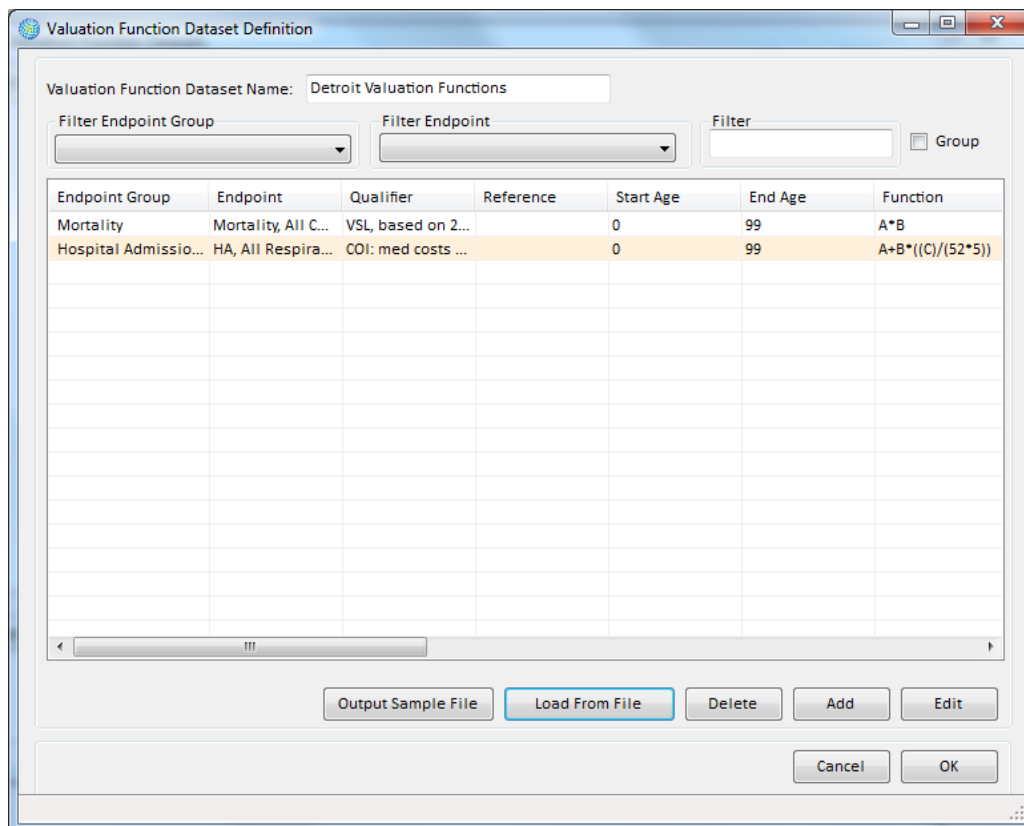 Valuation Function Dataset Definition
Valuation Function Dataset Name: Detroit Valuation Functions
Filter Endpoint Group Filter Endpoint Filter
Group
Endpoint Group Endpoint Qualifier Reference Start Age End Age Function
Mortality Mortality, All C... VSL, based on 2... 0 99 A*B
Hospital Admissio... HA, All Respira... COI: med costs ... 0 99 A+B*((C)/(52*5))
Output Sample File Load From File Delete Add Edit
Cancel OK